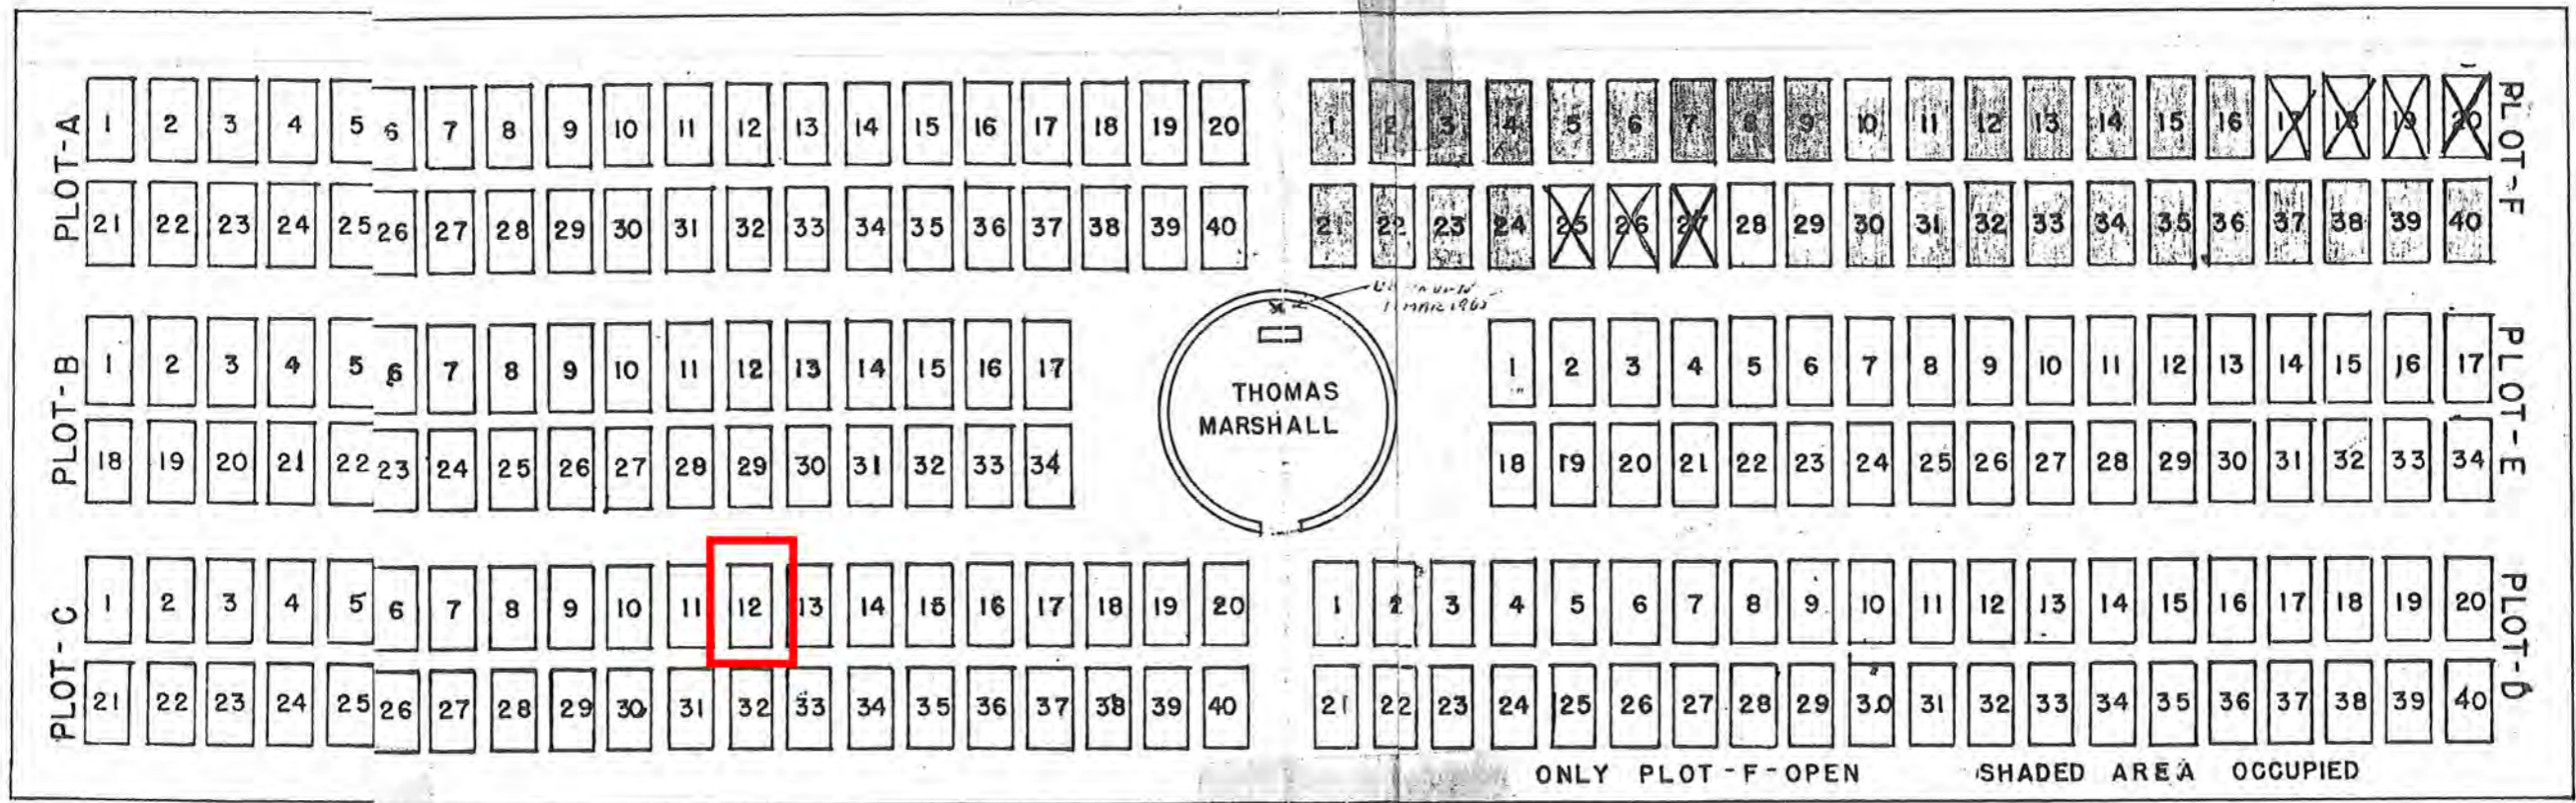 PLOT-A
1 2 3 4 5 6 7 8 9 10 11 12 13 14 15 16 17 18 19 20
21 22 23 24 25 26 27 28 29 30 31 32 33 34 35 36 37 38 39 40
PLOT-F
1 2 3 4 5 6 7 8 9 10 11 12 13 14 15 16 17 18 19 20
21 22 23 24 25 26 27 28 29 30 31 32 33 34 35 36 37 38 39 40
PLOT-B
1 2 3 4 5 6 7 8 9 10 11 12 13 14 15 16 17
18 19 20 21 22 23 24 25 26 27 28 29 30 31 32 33 34
THOMAS
MARSHALL
PLOT-E
1 2 3 4 5 6 7 8 9 10 11 12 13 14 15 16 17
18 19 20 21 22 23 24 25 26 27 28 29 30 31 32 33 34
PLOT-C
1 2 3 4 5 6 7 8 9 10 11 12 13 14 15 16 17 18 19 20
21 22 23 24 25 26 27 28 29 30 31 32 33 34 35 36 37 38 39 40
PLOT-D
1 2 3 4 5 6 7 8 9 10 11 12 13 14 15 16 17 18 19 20
21 22 23 24 25 26 27 28 29 30 31 32 33 34 35 36 37 38 39 40
ONLY PLOT-F-OPEN SHADED AREA OCCUPIED